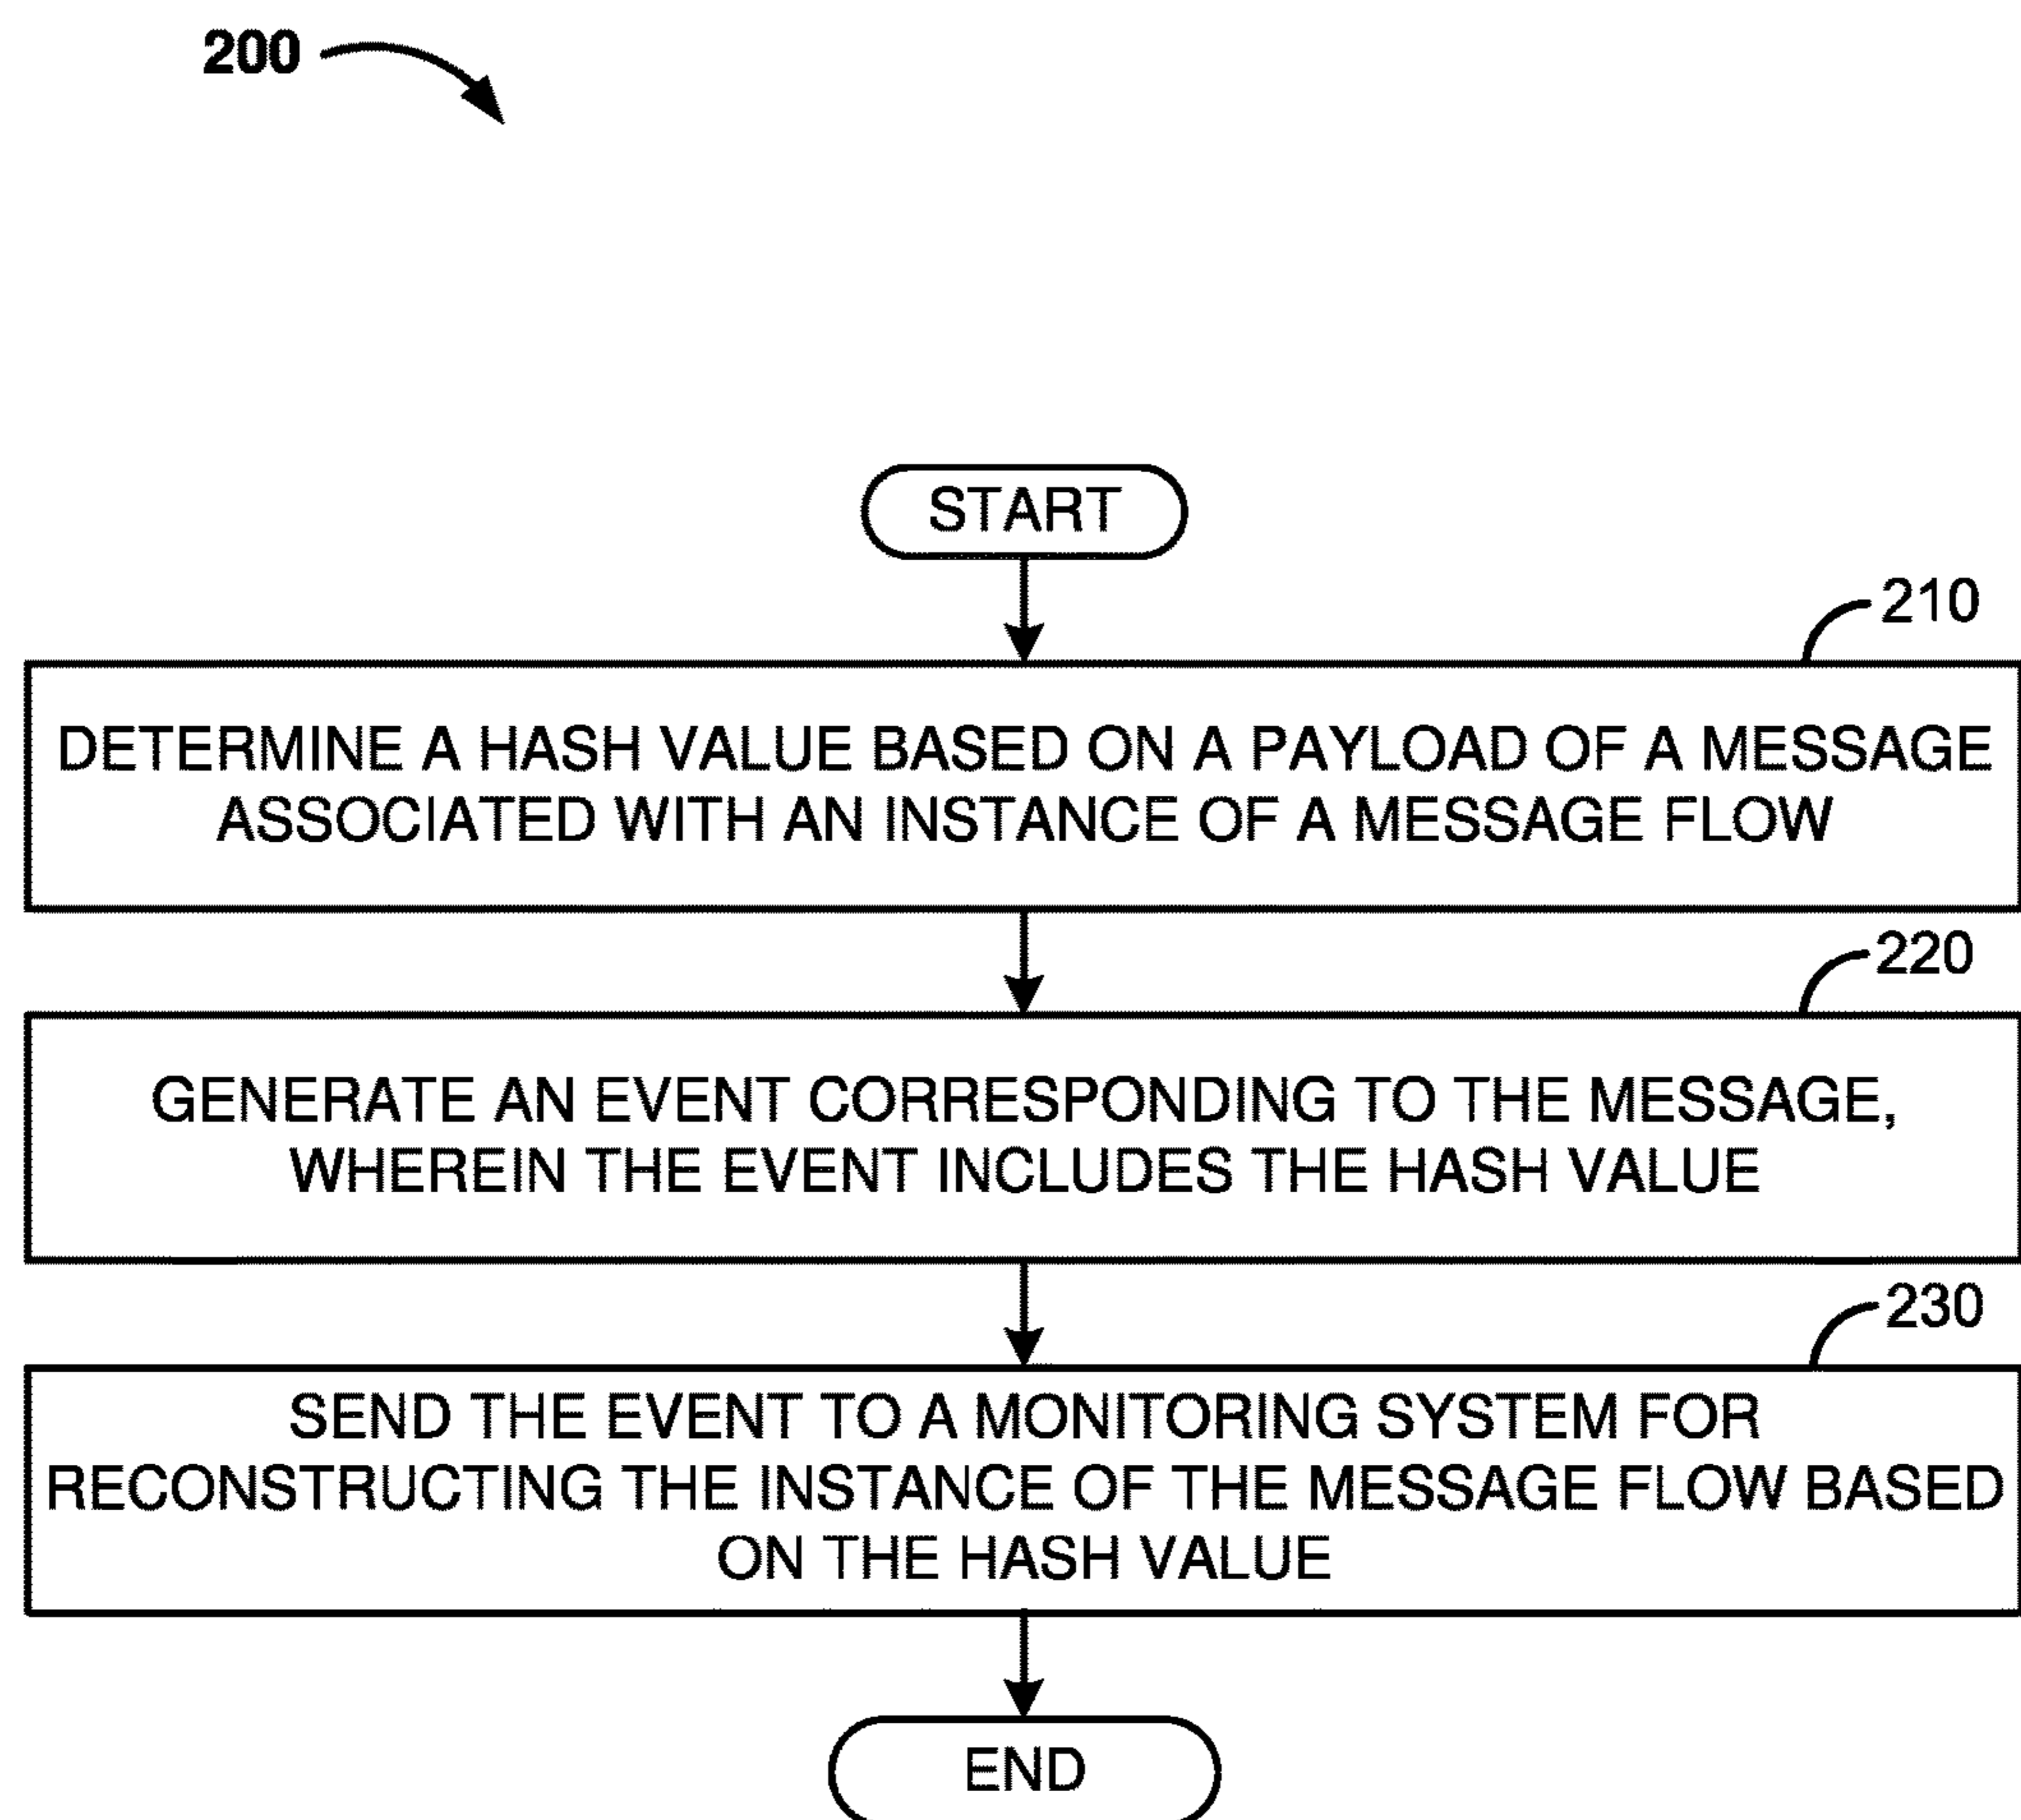 200
START
210
DETERMINE A HASH VALUE BASED ON A PAYLOAD OF A MESSAGE
ASSOCIATED WITH AN INSTANCE OF A MESSAGE FLOW
220
GENERATE AN EVENT CORRESPONDING TO THE MESSAGE,
WHEREIN THE EVENT INCLUDES THE HASH VALUE
230
SEND THE EVENT TO A MONITORING SYSTEM FOR
RECONSTRUCTING THE INSTANCE OF THE MESSAGE FLOW BASED
ON THE HASH VALUE
END